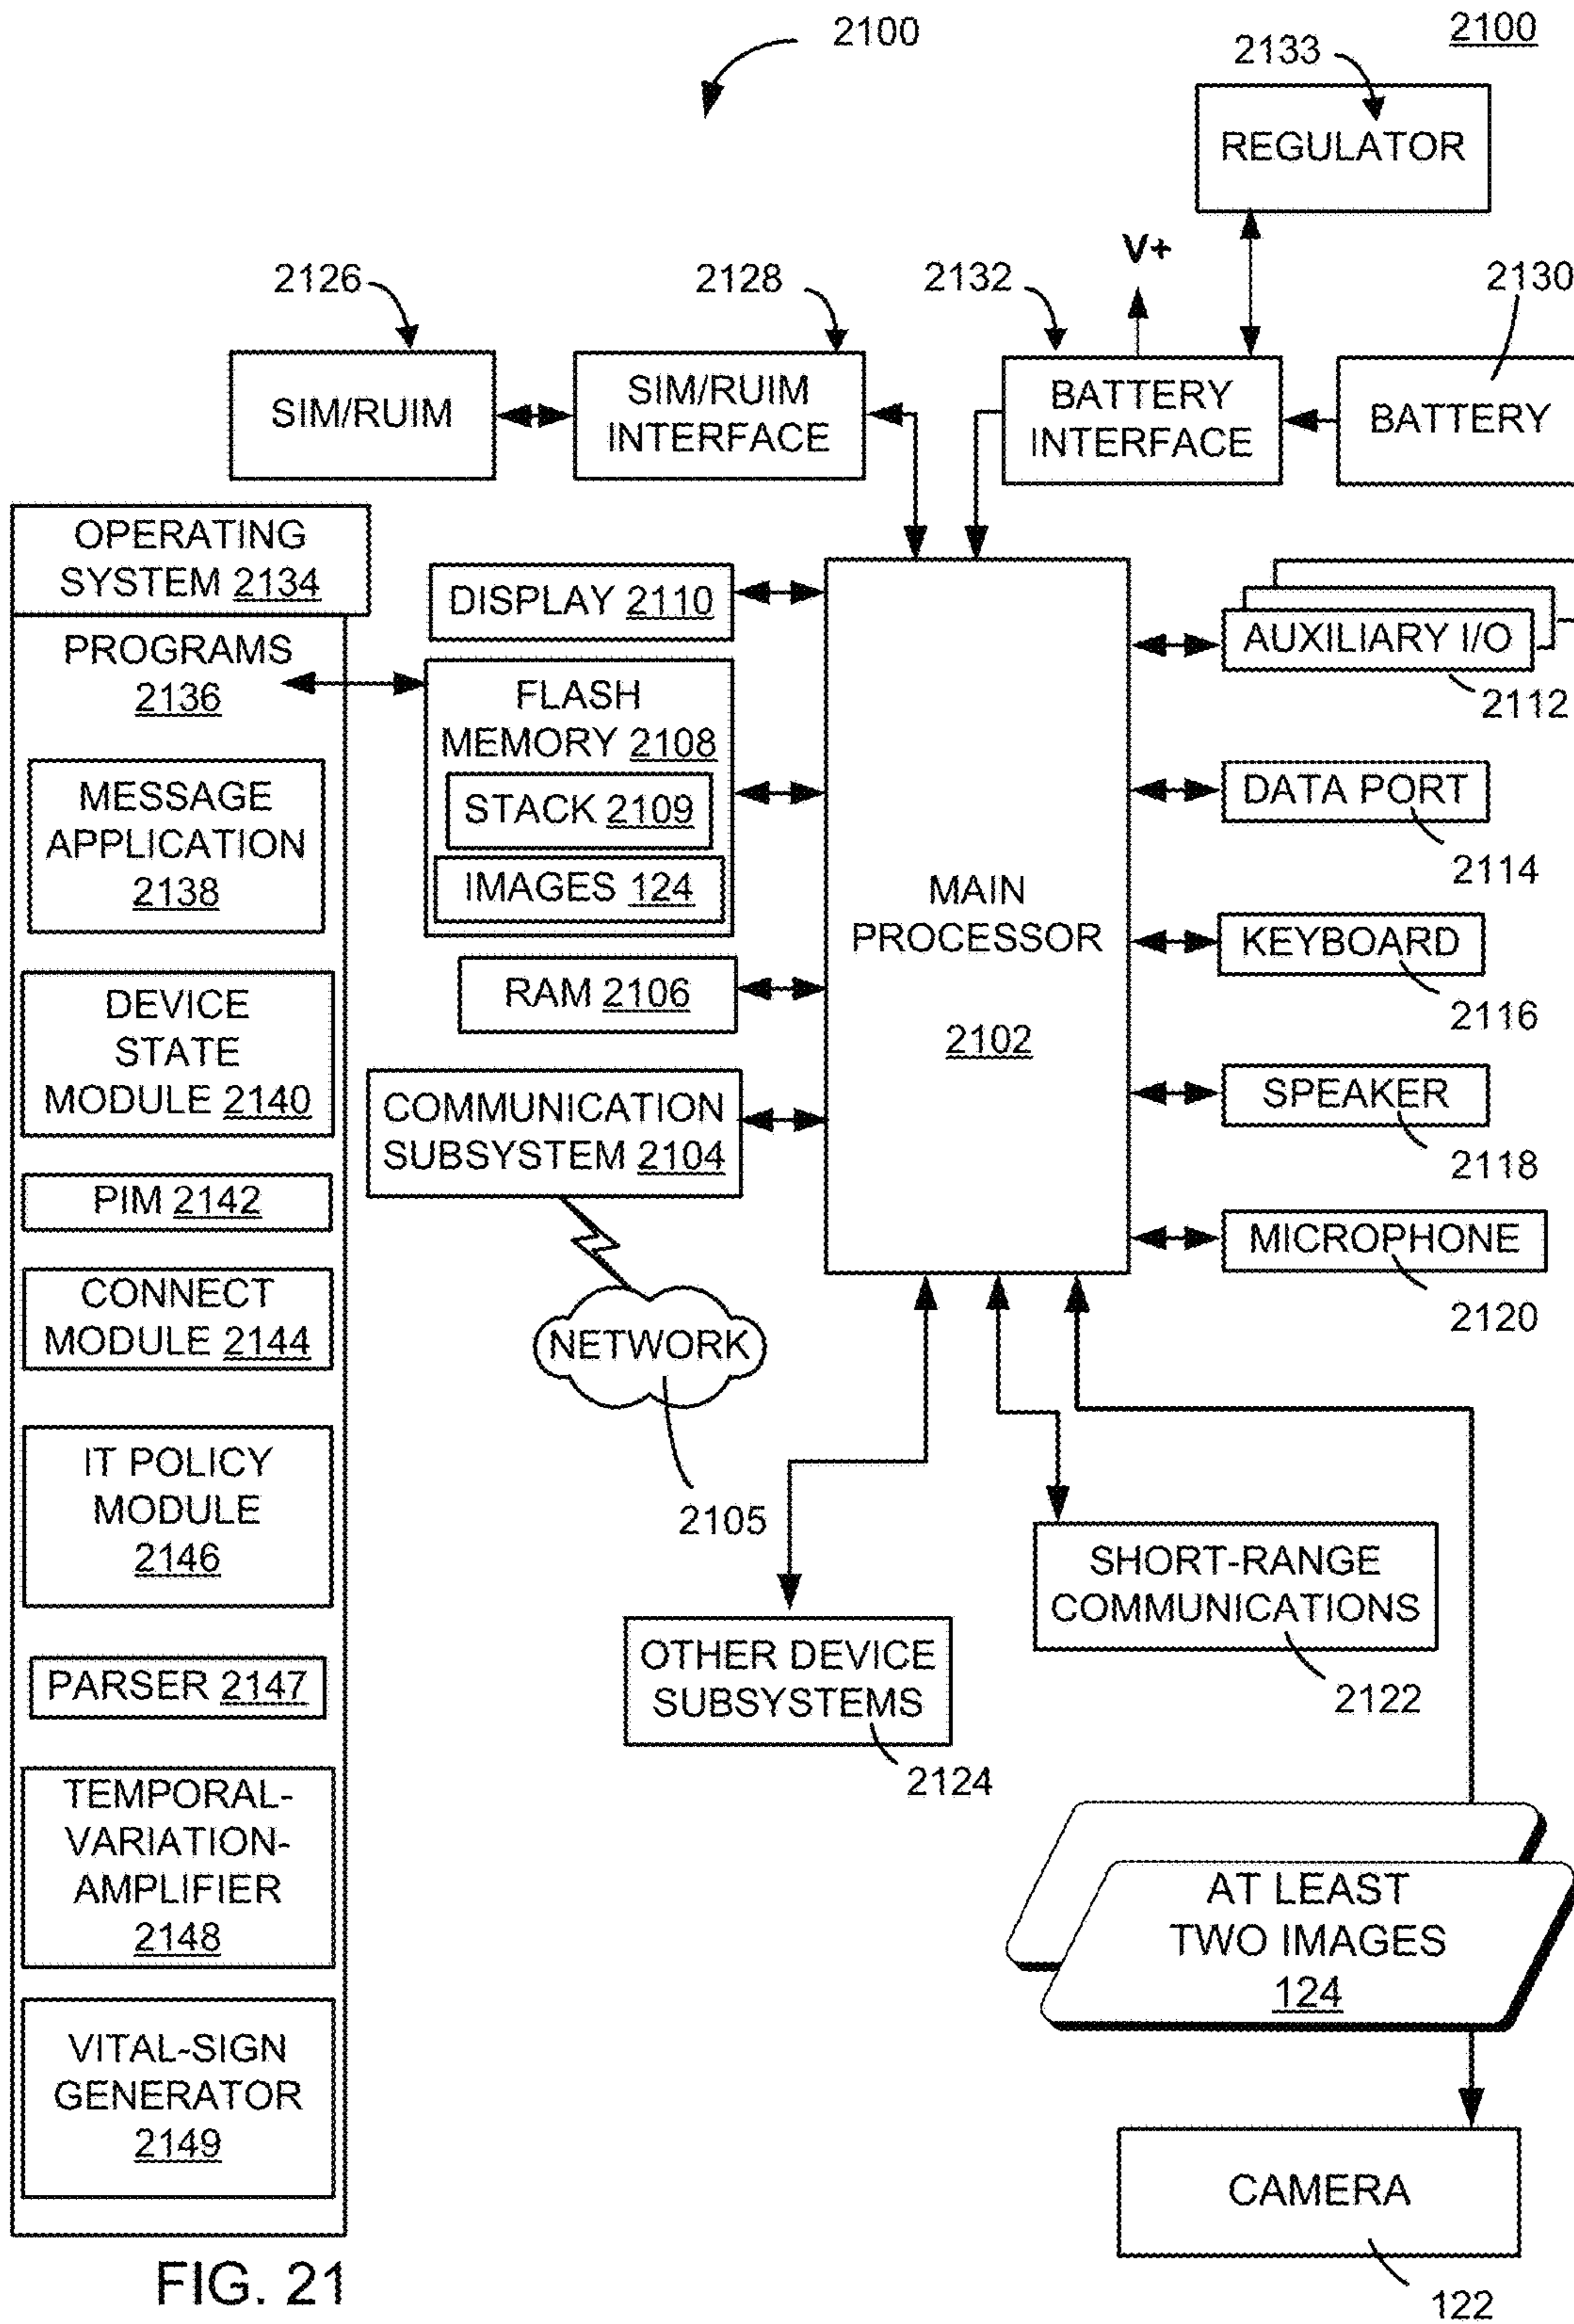 2100
2100
2133
REGULATOR
V+
2126
2128
2132
2130
SIM/RUIM
SIM/RUIM
INTERFACE
BATTERY
INTERFACE
BATTERY
OPERATING
SYSTEM 2134
PROGRAMS
2136
MESSAGE
APPLICATION
2138
DEVICE
STATE
MODULE 2140
PIM 2142
CONNECT
MODULE 2144
IT POLICY
MODULE
2146
PARSER 2147
TEMPORAL-
VARIATION-
AMPLIFIER
2148
VITAL-SIGN
GENERATOR
2149
DISPLAY 2110
FLASH
MEMORY 2108
STACK 2109
IMAGES 124
RAM 2106
COMMUNICATION
SUBSYSTEM 2104
NETWORK
2105
MAIN
PROCESSOR
2102
AUXILIARY I/O
2112
DATA PORT
2114
KEYBOARD
2116
SPEAKER
2118
MICROPHONE
2120
SHORT-RANGE
COMMUNICATIONS
2122
OTHER DEVICE
SUBSYSTEMS
2124
AT LEAST
TWO IMAGES
124
CAMERA
122
FIG. 21